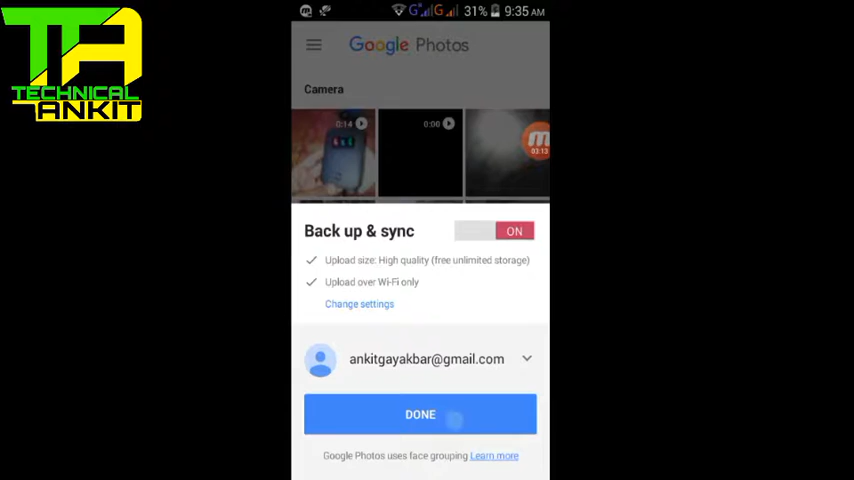 TA
TECHNICAL
ANKIT
31% 9:35 AM
Google Photos
Camera
0:14
0:00
03:13
Back up & sync
ON
Upload size: High quality (free unlimited storage)
Upload over Wi-Fi only
Change settings
ankitgayakbar@gmail.com
DONE
Google Photos uses face grouping Learn more